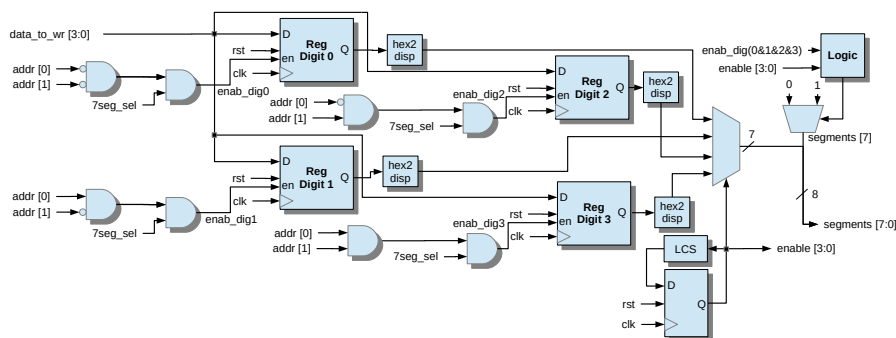 data_to_wr [3:0]
D
rst
en
clk
Reg
Digit 0
Q
hex2
disp
addr [0]
addr [1]
7seg_sel
enab_dig0
enab_dig(0&1&2&3)
enable [3:0]
Logic
0
1
segments [7]
addr [0]
addr [1]
7seg_sel
enab_dig2
D
rst
en
clk
Reg
Digit 2
Q
hex2
disp
7
8
segments [7:0]
D
rst
en
clk
Reg
Digit 1
Q
hex2
disp
addr [0]
addr [1]
7seg_sel
enab_dig1
addr [0]
addr [1]
7seg_sel
enab_dig3
D
rst
en
clk
Reg
Digit 3
Q
hex2
disp
LCS
enable [3:0]
D
rst
clk
Q